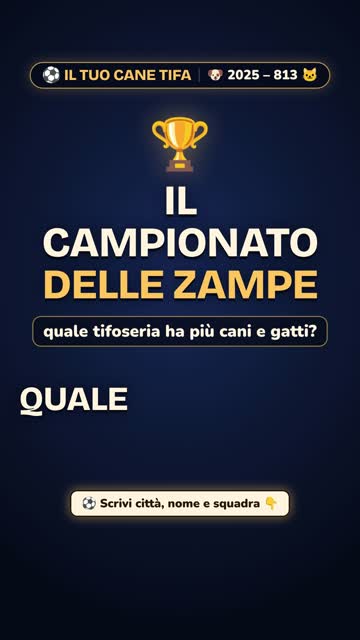 ⚽ IL TUO CANE TIFA | 🐶 2025 – 813 🐱
IL
CAMPIONATO
DELLE ZAMPE
quale tifoseria ha più cani e gatti?
QUALE
⚽ Scrivi città, nome e squadra 👇